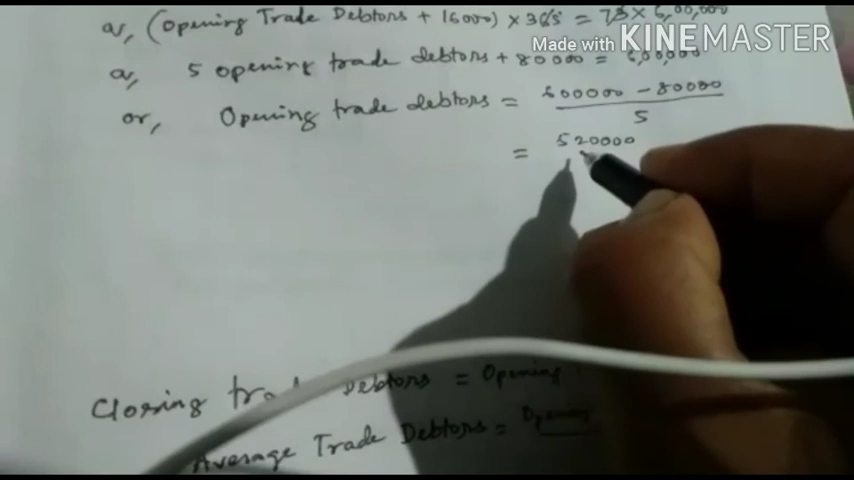 or, (Opening Trade Debtors + 16000) × 365 = 73 × 6,00,000
Made with KINEMASTER
or, 5 opening trade debtors + 80000 = 6,00,000
or, Opening trade debtors = 600000 - 80000
5
= 520000
Closing Debtors = Opening
Average Trade Debtors = Opening